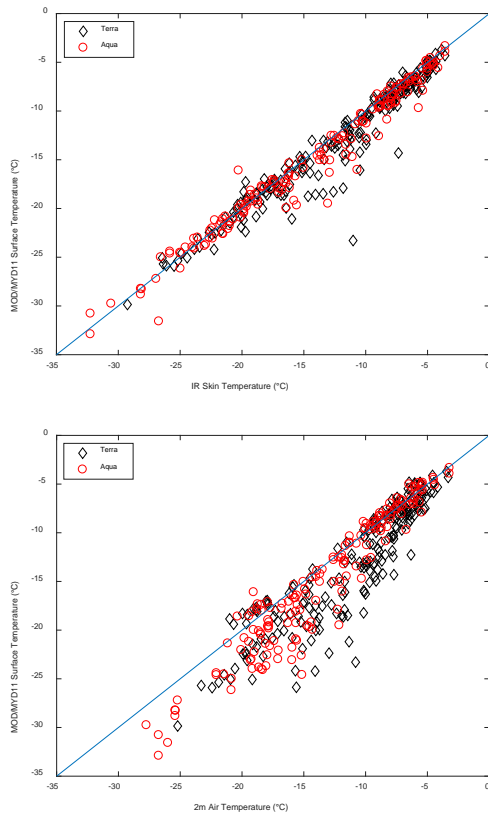 0
Terra
Aqua
-5
-10
-15
-20
-25
-30
-35
MOD/MYD11 Surface Temperature (°C)
-35 -30 -25 -20 -15 -10 -5 0
IR Skin Temperature (°C)
0
Terra
Aqua
-5
-10
-15
-20
-25
-30
-35
MOD/MYD11 Surface Temperature (°C)
-35 -30 -25 -20 -15 -10 -5 0
2m Air Temperature (°C)